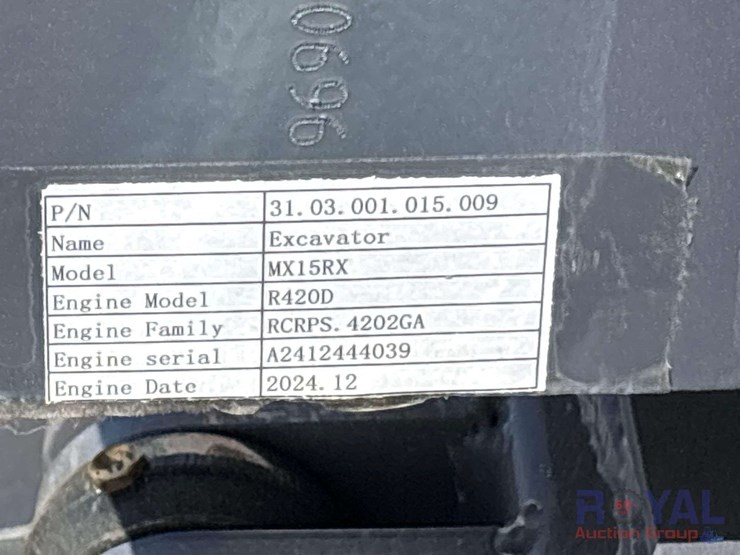 0696
P/N 31.03.001.015.009
Name Excavator
Model MX15RX
Engine Model R420D
Engine Family RCRPS.4202GA
Engine serial A2412444039
Engine Date 2024.12
ROYAL
Auction Group